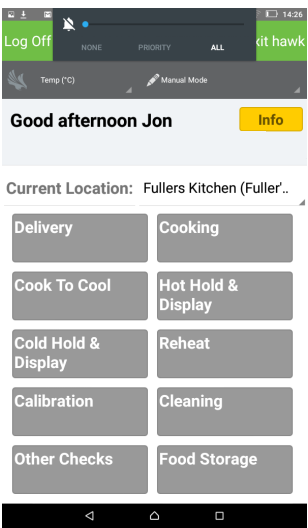 14:26
Log Off
NONE
PRIORITY
ALL
xit hawk
Temp (°C)
Manual Mode
Good afternoon Jon
Info
Current Location:
Fullers Kitchen (Fuller'..
Delivery
Cooking
Cook To Cool
Hot Hold &
Display
Cold Hold &
Display
Reheat
Calibration
Cleaning
Other Checks
Food Storage